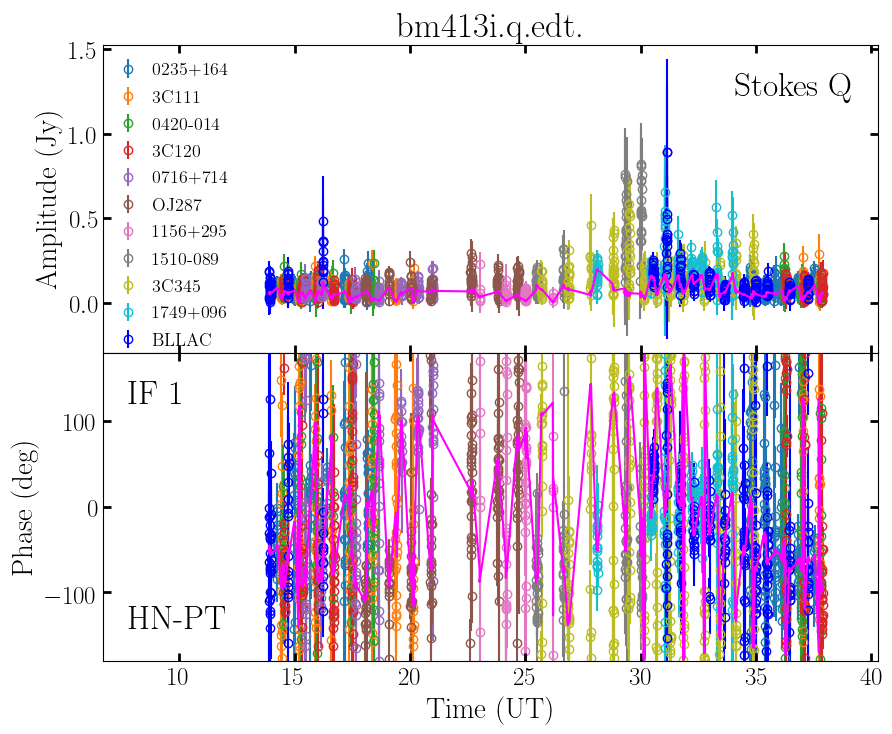 bm413i.q.edt.
Stokes Q
Amplitude (Jy)
1.5
1.0
0.5
0.0
0235+164
3C111
0420-014
3C120
0716+714
OJ287
1156+295
1510-089
3C345
1749+096
BLLAC
IF 1
HN-PT
Phase (deg)
100
0
−100
10
15
20
25
30
35
40
Time (UT)